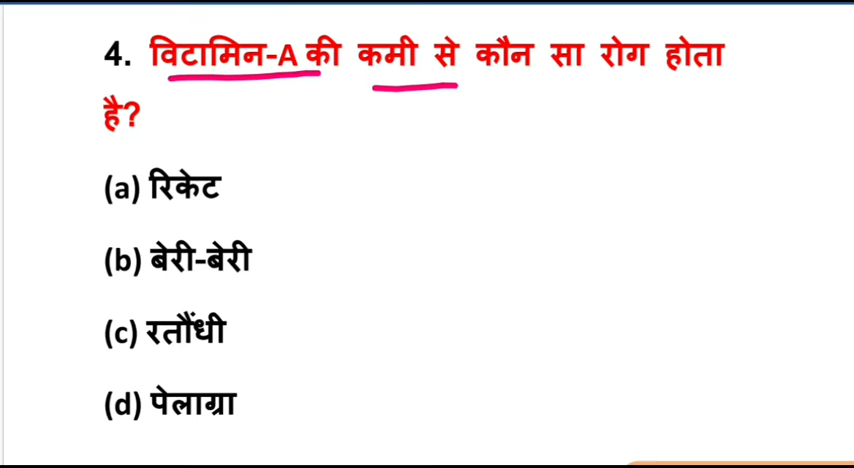 4. विटामिन-A की कमी से कौन सा रोग होता
है?
(a) रिकेट
(b) बेरी-बेरी
(c) रतौंधी
(d) पेलाग्रा